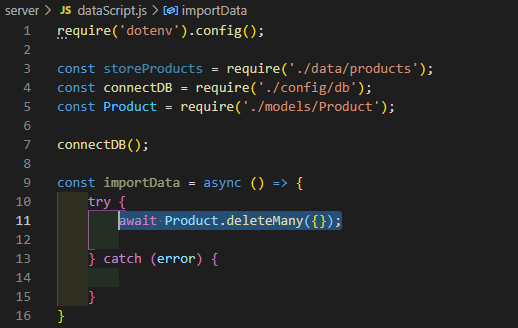 server > JS dataScript.js > importData
1 require('dotenv').config();
2
3 const storeProducts = require('./data/products');
4 const connectDB = require('./config/db');
5 const Product = require('./models/Product');
6
7 connectDB();
8
9 const importData = async () => {
10     try {
11         await Product.deleteMany({});
12
13     } catch (error) {
14
15     }
16 }